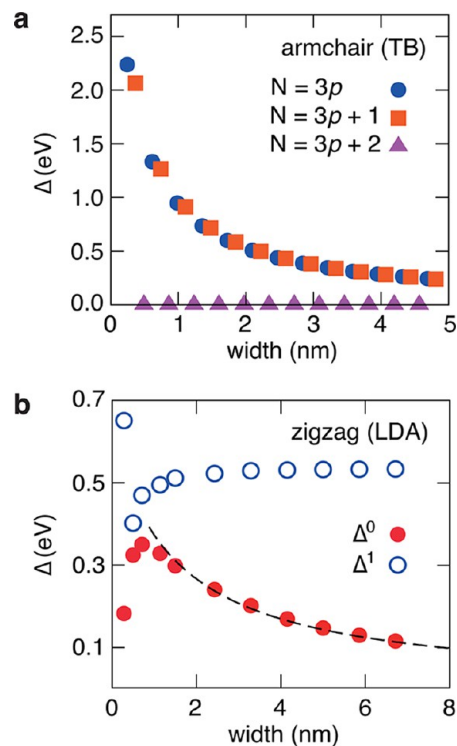 a
armchair (TB)
N = 3p
N = 3p + 1
N = 3p + 2
Δ (eV)
2.5
2.0
1.5
1.0
0.5
0.0
0 1 2 3 4 5
width (nm)
b
zigzag (LDA)
Δ⁰
Δ¹
Δ (eV)
0.7
0.5
0.3
0.1
0 2 4 6 8
width (nm)